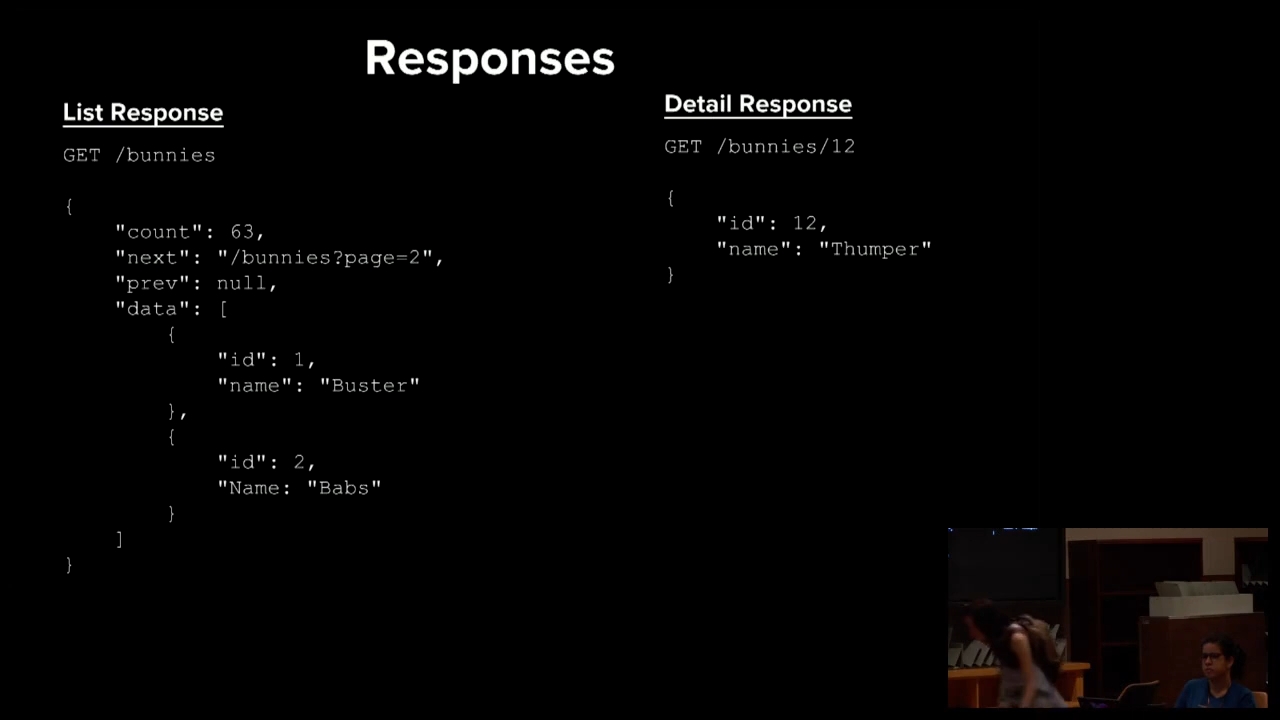 Responses
List Response
GET /bunnies
{
"count": 63,
"next": "/bunnies?page=2",
"prev": null,
"data": [
{
"id": 1,
"name": "Buster"
},
{
"id": 2,
"Name: "Babs"
}
]
}
Detail Response
GET /bunnies/12
{
"id": 12,
"name": "Thumper"
}